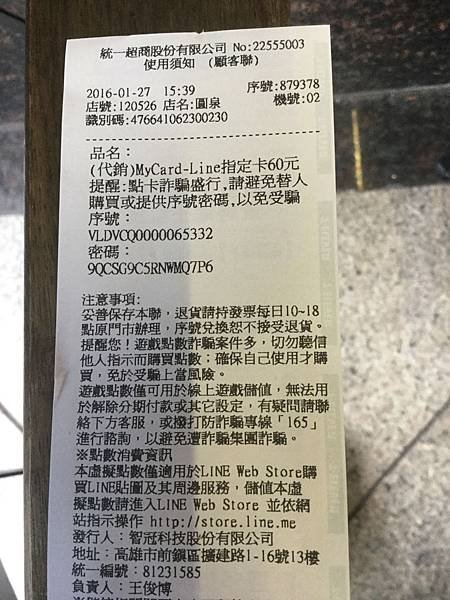 統一超商股份有限公司 No:22555003
使用須知 (顧客聯)
2016-01-27 15:39 序號:879378
店號:120526 店名:圓泉 機號:02
識別碼:476641062300230
品名:
(代銷)MyCard-Line指定卡60元
提醒:點卡詐騙盛行,請避免替人
購買或提供序號密碼,以免受騙
序號:
VLDVCQ0000065332
密碼:
9QCSG9C5RNWMQ7P6
注意事項:
妥善保存本聯,退貨請持發票每日10~18
點原門市辦理,序號兌換恕不接受退貨。
提醒您!遊戲點數詐騙案件多,切勿聽信
他人指示而購買點數;確保自己使用才購
買,免於受騙上當風險。
遊戲點數僅可用於線上遊戲儲值,無法用
於解除分期付款或其它設定,有疑問請聯
絡下方客服,或撥打防詐騙專線「165」
進行諮詢,以避免遭詐騙集團詐騙。
※點數消費資訊
本虛擬點數僅適用於LINE Web Store購
買LINE貼圖及其周邊服務,儲值本虛
擬點數請進入LINE Web Store 並依網
站指示操作 http://store.line.me
發行人:智冠科技股份有限公司
地址:高雄市前鎮區擴建路1-16號13樓
統一編號:81231585
負責人:王俊博